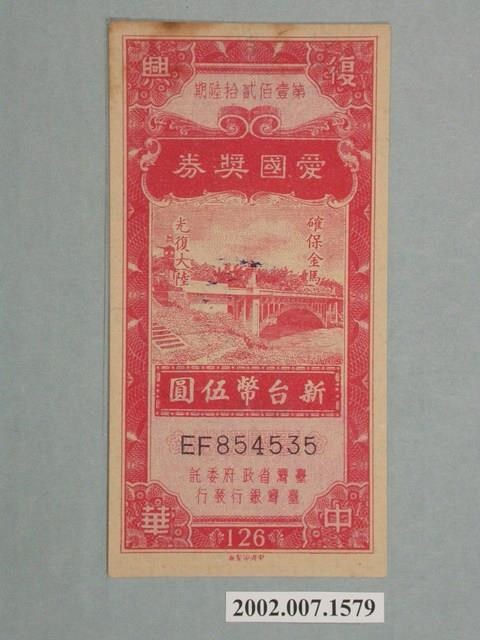 復興
第壹佰貳拾陸期
愛國獎券
確保金馬
光復大陸
新台幣伍圓
EF854535
臺灣省政府委託
臺灣銀行發行
中華
126
2002.007.1579